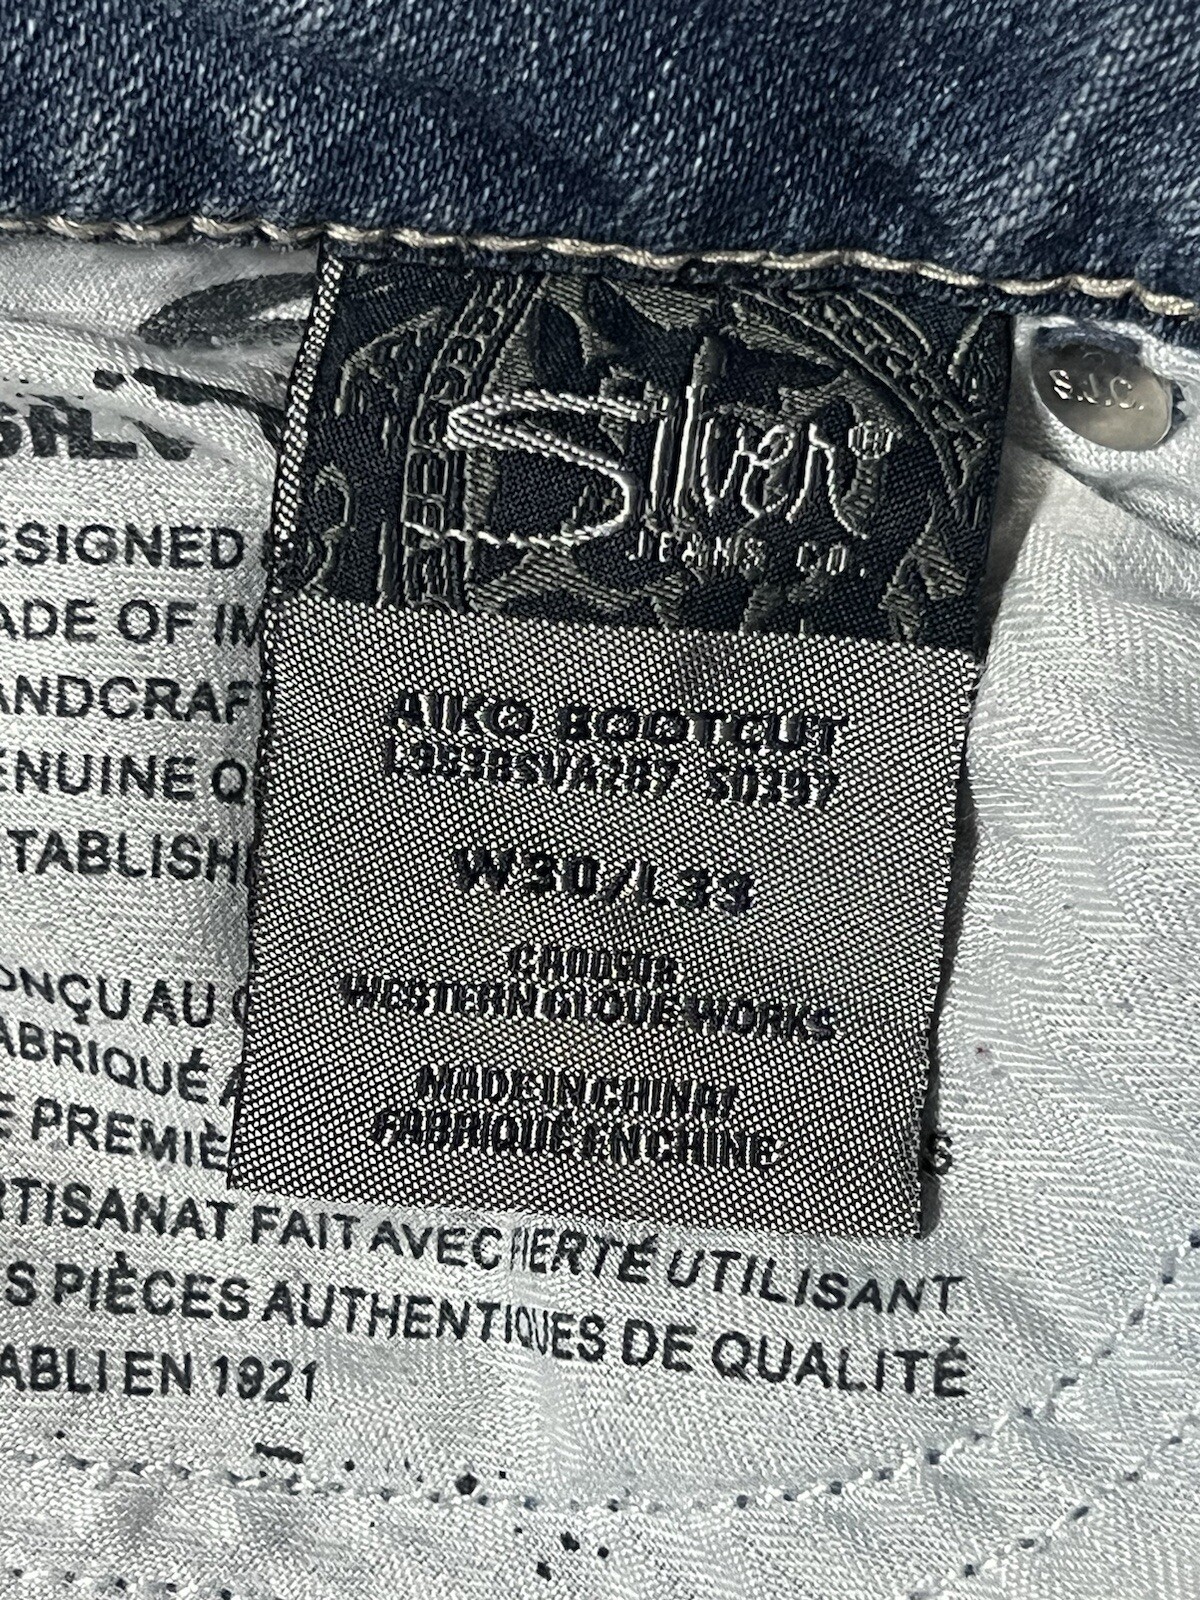 Silver®
JEANS CO.
S.J.C.
AIKO BOOTCUT
W30/L33
WESTERN GLOVE WORKS
MADE IN CHINA/
FABRIQUÉ EN CHINE
SILV
ESIGNED
ADE OF IM
ANDCRAF
ENUINE Q
TABLISH
ONÇU AU
ABRIQUÉ A
E PREMIÈ S
RTISANAT FAIT AVEC FIERTÉ UTILISANT
S PIÈCES AUTHENTIQUES DE QUALITÉ
ABLI EN 1921